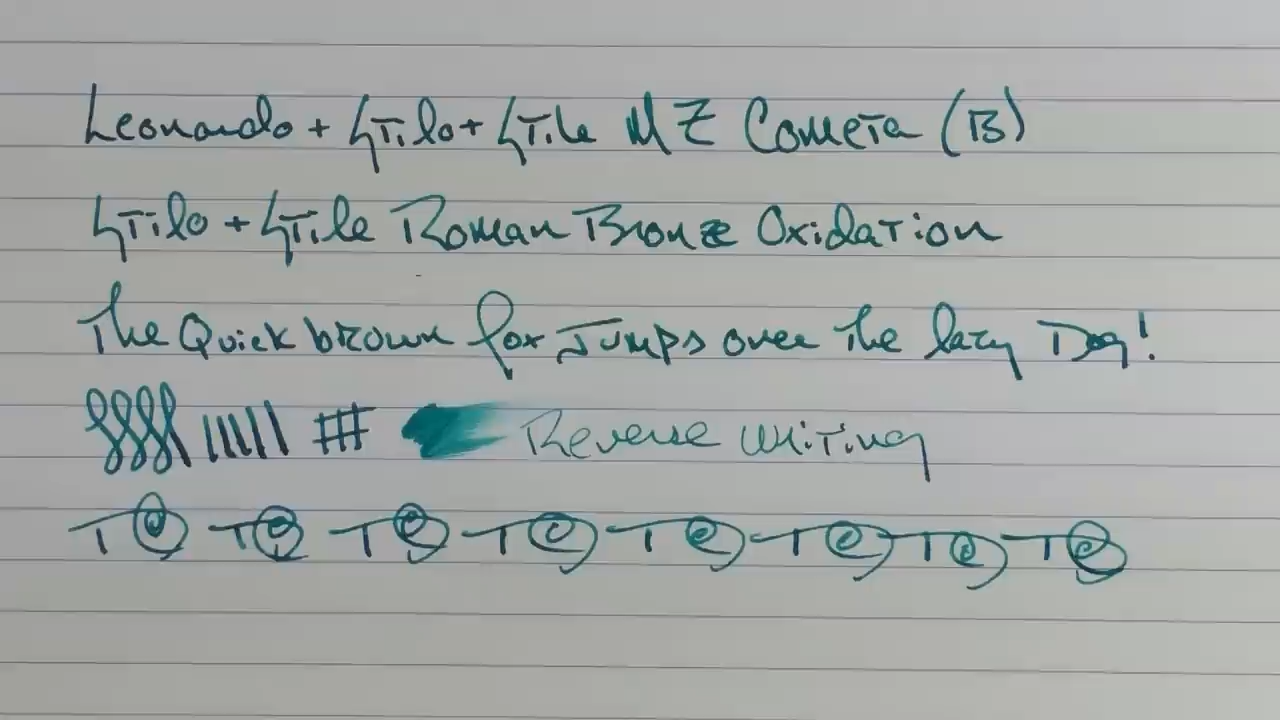 Leonardo + Stilo + Stile MZ Cometa (B)
Stilo + Stile Roman Bronze Oxidation
The Quick brown fox Jumps over the lazy Dog!
Reverse Writing